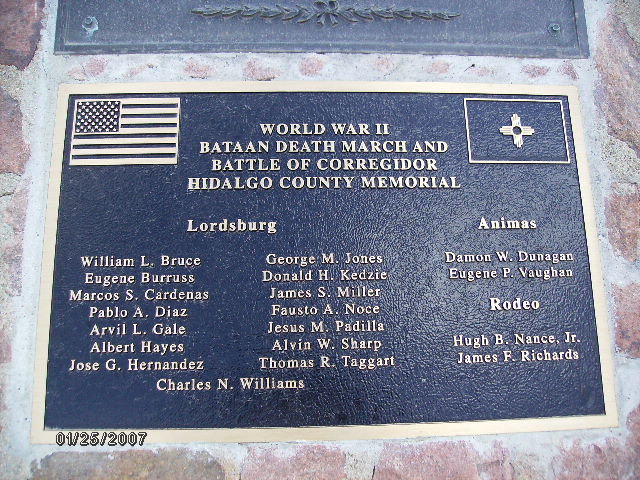 WORLD WAR II
BATAAN DEATH MARCH AND
BATTLE OF CORREGIDOR
HIDALGO COUNTY MEMORIAL
Lordsburg
William L. Bruce
Eugene Burruss
Marcos S. Cardenas
Pablo A. Diaz
Arvil L. Gale
Albert Hayes
Jose G. Hernandez
George M. Jones
Donald H. Kedzie
James S. Miller
Fausto A. Noce
Jesus M. Padilla
Alvin W. Sharp
Thomas R. Taggart
Charles N. Williams
Animas
Damon W. Dunagan
Eugene P. Vaughan
Rodeo
Hugh B. Nance, Jr.
James F. Richards
01/25/2007